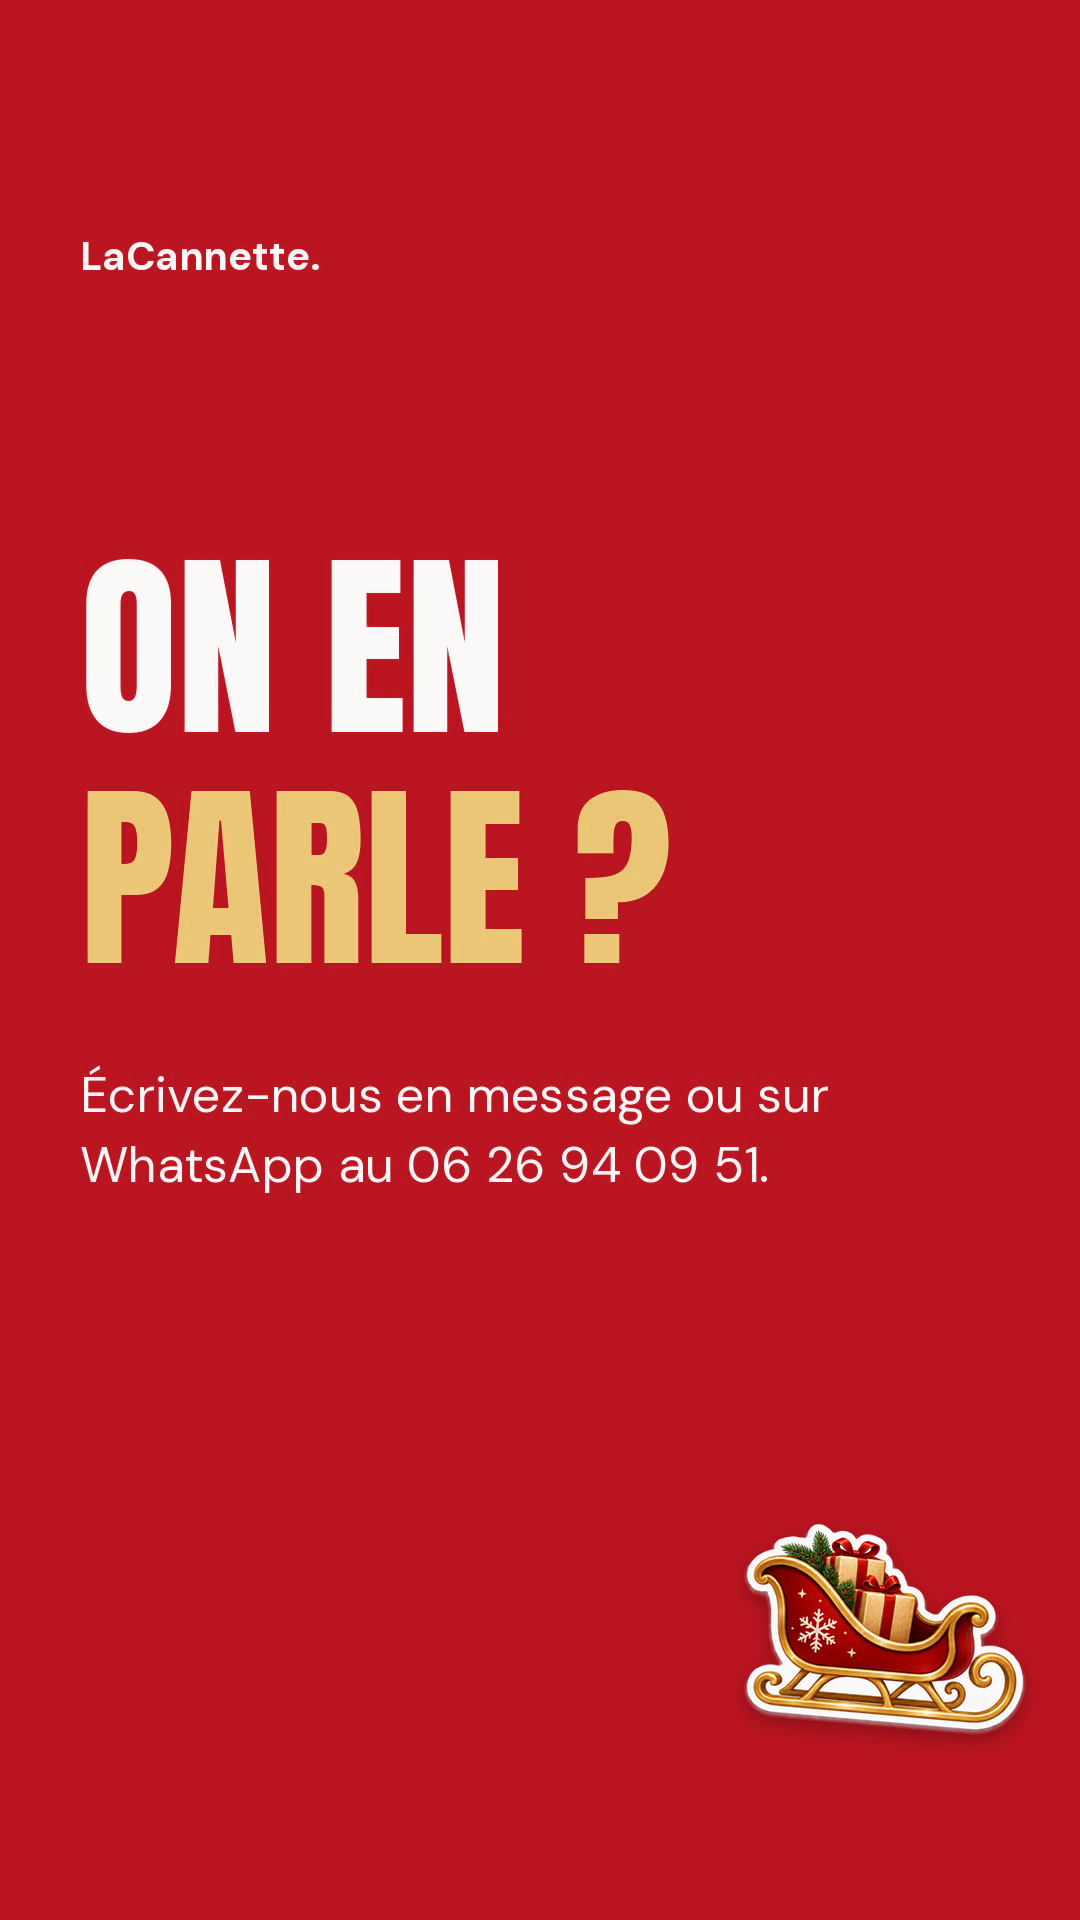 LaCannette.
ON EN
PARLE ?
Écrivez-nous en message ou sur
WhatsApp au 06 26 94 09 51.